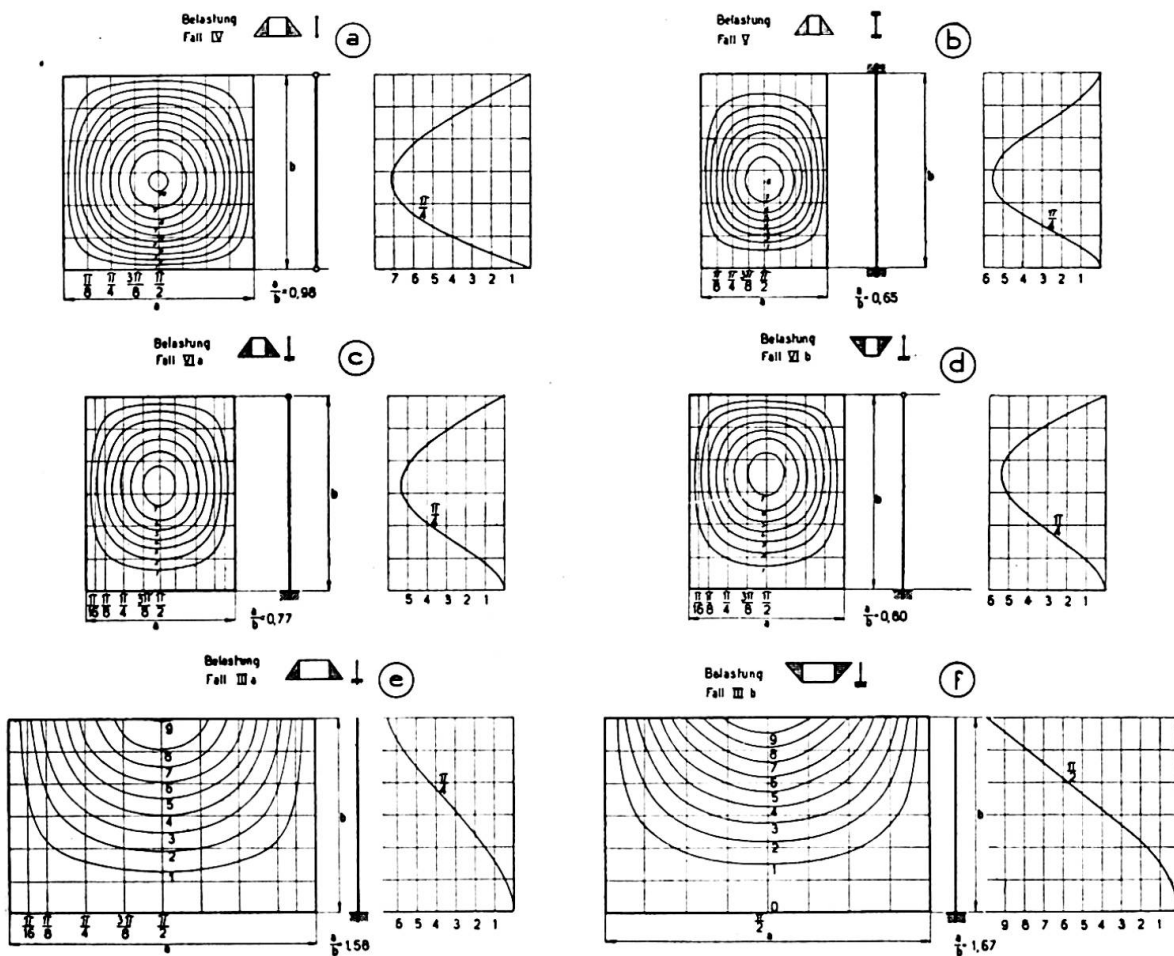 Belastung
Fall IV
a
b
7 6 5 4 3 2 1
π/4
π/8 π/4 3π/8 π/2
a
a/b = 0,98
Belastung
Fall V
b
b
6 5 4 3 2 1
π/4
π/8 π/4 3π/8 π/2
a
a/b = 0,65
Belastung
Fall VI a
c
b
5 4 3 2 1
π/4
π/16 π/8 π/4 3π/8 π/2
a
a/b = 0,77
Belastung
Fall VI b
d
b
6 5 4 3 2 1
π/4
π/16 π/8 π/4 3π/8 π/2
a
a/b = 0,80
Belastung
Fall III a
e
9
8
7
6
5
4
3
2
1
b
π/4
6 5 4 3 2 1
π/16 π/8 π/4 3π/8 π/2
a
a/b = 1,58
Belastung
Fall III b
f
9
8
7
6
5
4
3
2
1
0
b
π/2
9 8 7 6 5 4 3 2 1
π/2
a
a/b = 1,67